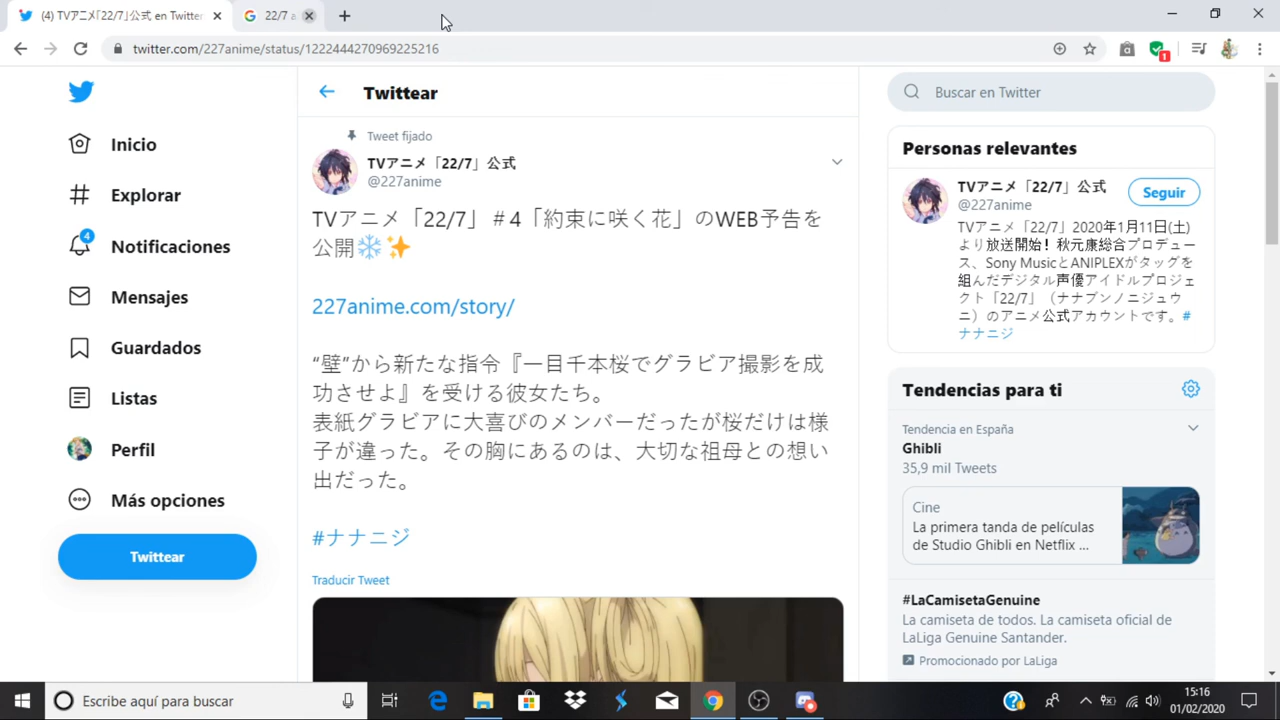 (4) TVアニメ「22/7」公式 en Twitter
22/7 a
twitter.com/227anime/status/1222444270969225216
1
Inicio
Explorar
4
Notificaciones
Mensajes
Guardados
Listas
Perfil
Más opciones
Twittear
Twittear
Tweet fijado
TVアニメ「22/7」公式
@227anime
TVアニメ「22/7」＃4「約束に咲く花」のWEB予告を
公開❄️✨
227anime.com/story/
“壁”から新たな指令『一目千本桜でグラビア撮影を成
功させよ』を受ける彼女たち。
表紙グラビアに大喜びのメンバーだったが桜だけは様
子が違った。その胸にあるのは、大切な祖母との想い
出だった。
#ナナニジ
Traducir Tweet
Buscar en Twitter
Personas relevantes
TVアニメ「22/7」公式
@227anime
Seguir
TVアニメ「22/7」2020年1月11日(土)
より放送開始！秋元康総合プロデュー
ス、Sony MusicとANIPLEXがタッグを
組んだデジタル声優アイドルプロジェ
クト「22/7」（ナナブンノニジュウ
ニ）のアニメ公式アカウントです。#
ナナニジ
Tendencias para ti
Tendencia en España
Ghibli
35,9 mil Tweets
Cine
La primera tanda de películas
de Studio Ghibli en Netflix ...
#LaCamisetaGenuine
La camiseta de todos. La camiseta oficial de
LaLiga Genuine Santander.
Promocionado por LaLiga
Escribe aquí para buscar
15:16
01/02/2020